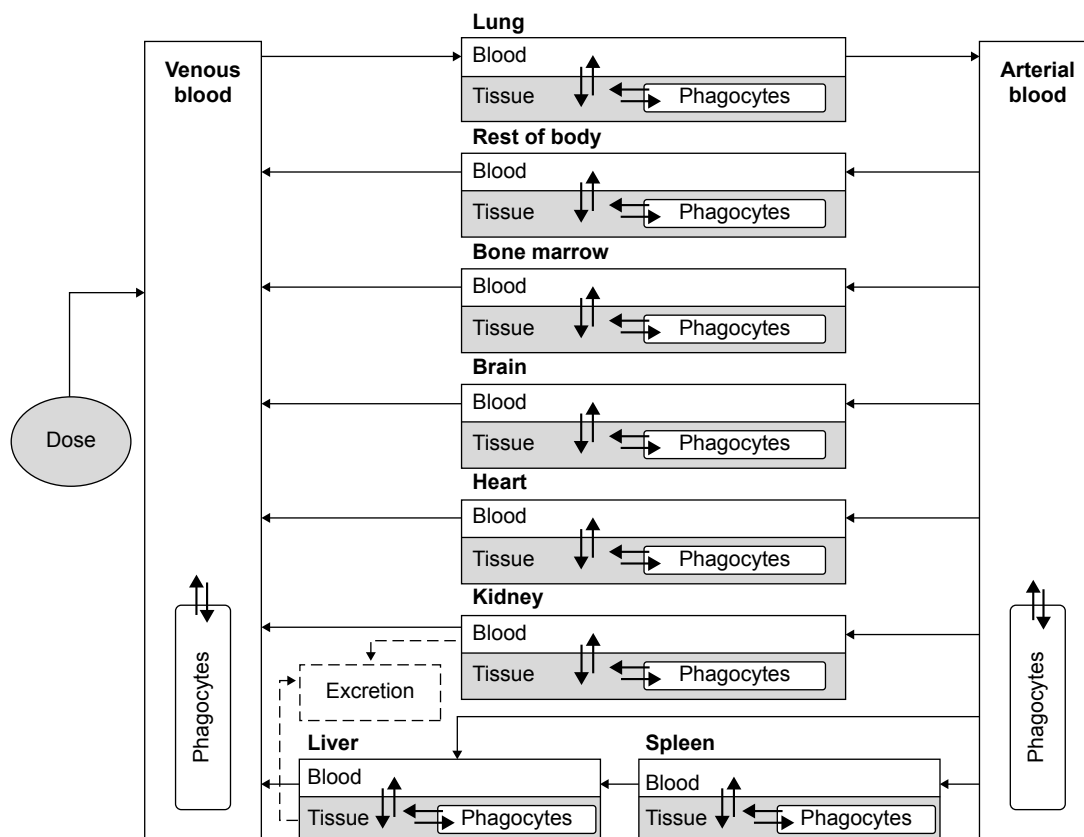 Lung
Venous
blood
Blood
Tissue
Phagocytes
Arterial
blood
Rest of body
Blood
Tissue
Phagocytes
Bone marrow
Blood
Tissue
Phagocytes
Brain
Blood
Tissue
Phagocytes
Dose
Heart
Blood
Tissue
Phagocytes
Kidney
Blood
Tissue
Phagocytes
Phagocytes
Phagocytes
Excretion
Liver
Blood
Tissue
Phagocytes
Spleen
Blood
Tissue
Phagocytes